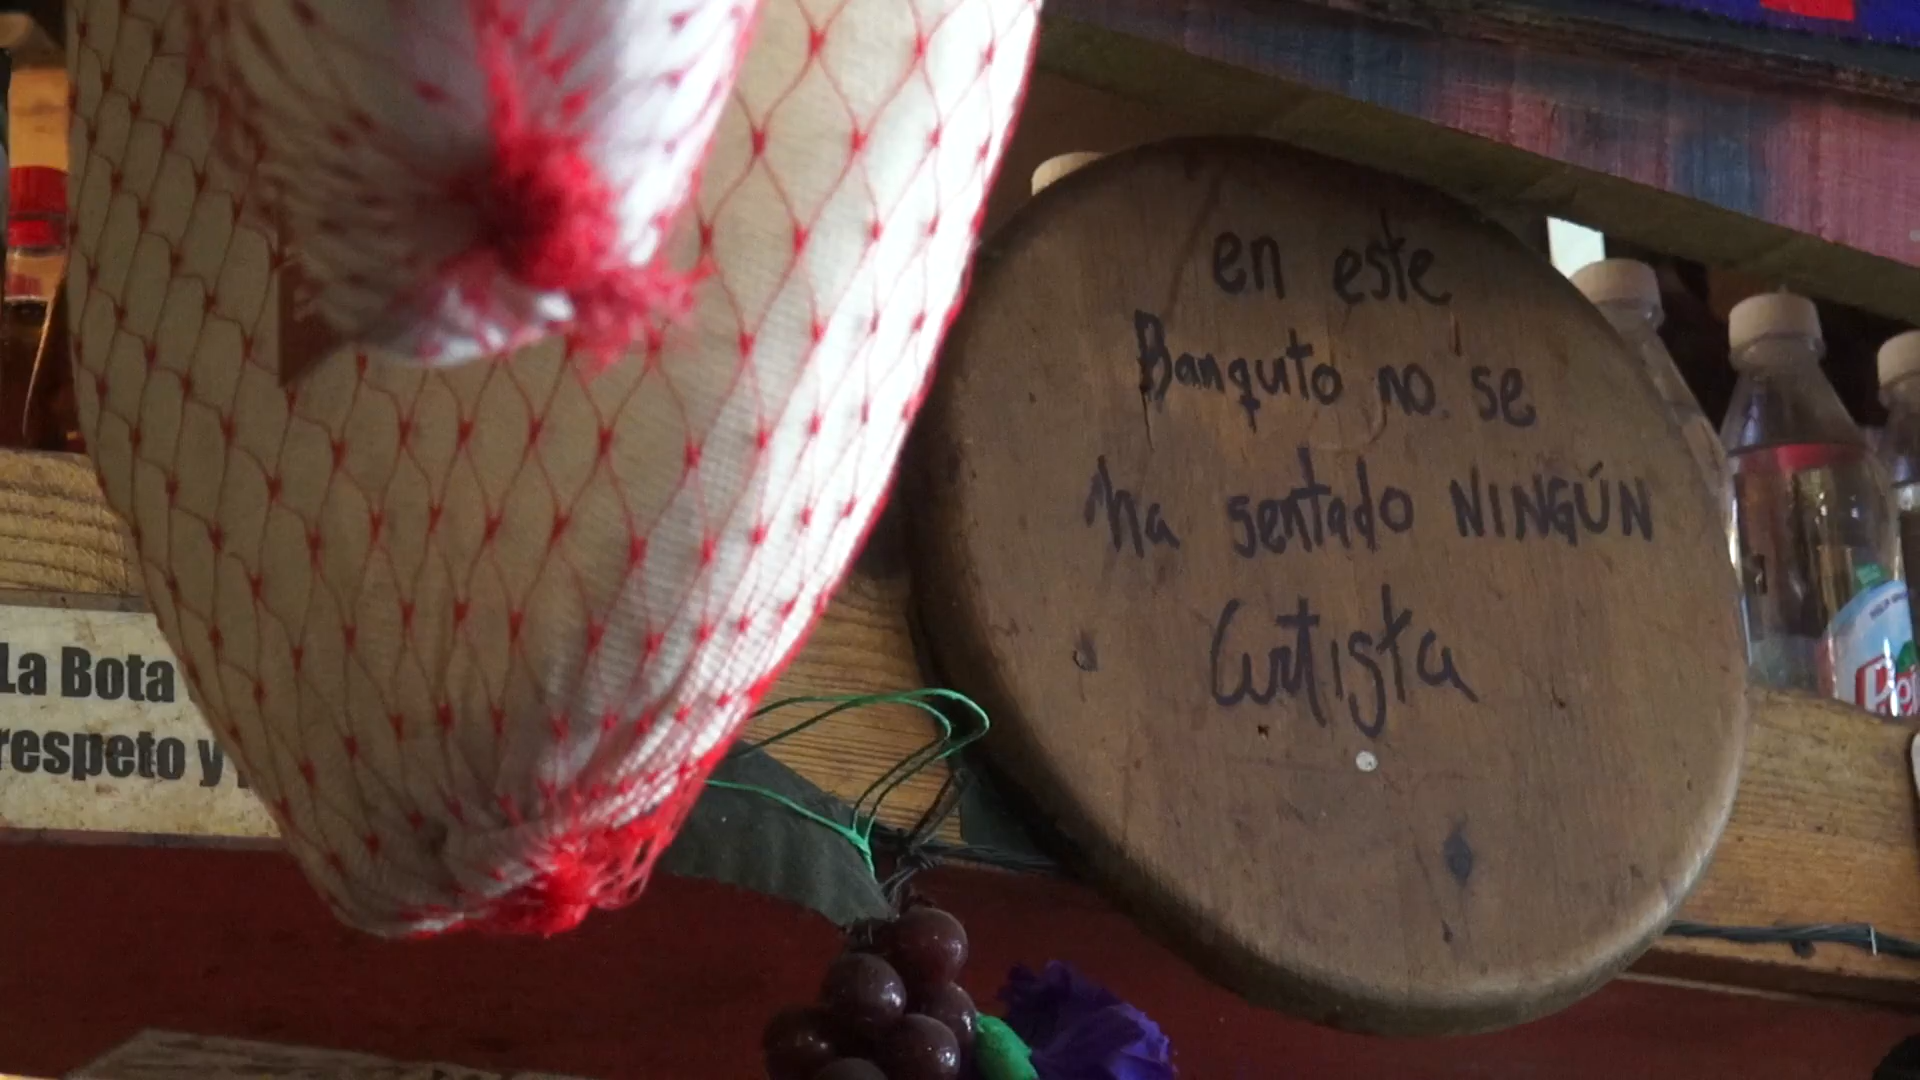 en este
Banquito no se
ha sentado NINGÚN
artista
La Bota
respeto y